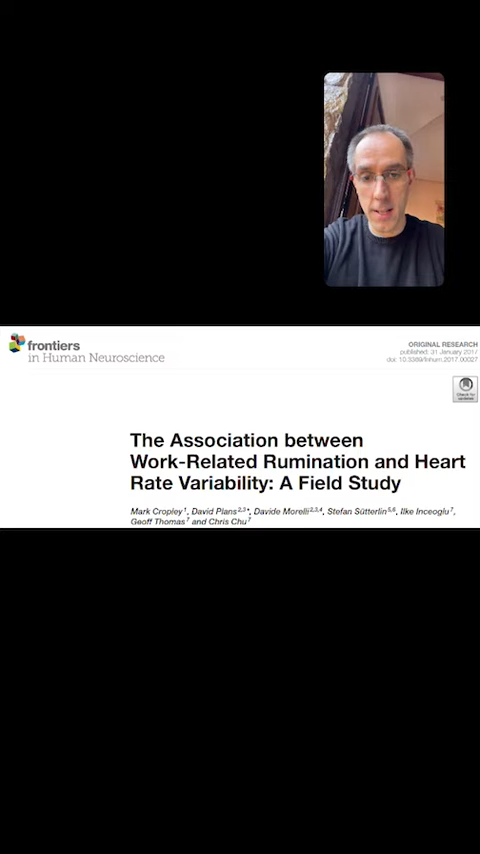 frontiers
in Human Neuroscience
ORIGINAL RESEARCH
published: 31 January 2017
doi: 10.3389/fnhum.2017.00027
Check for
updates
The Association between
Work-Related Rumination and Heart
Rate Variability: A Field Study
Mark Cropley1, David Plans2,3*, Davide Morelli2,3,4, Stefan Sütterlin5,6, Ilke Inceoglu7,
Geoff Thomas7 and Chris Chu7